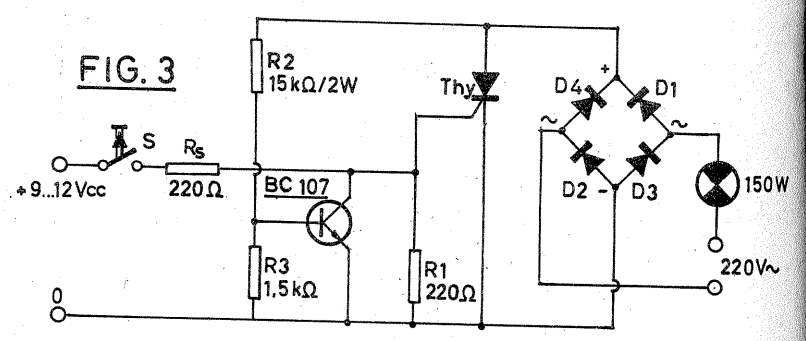 FIG. 3
R2
15kΩ/2W
Thy
+
D4
D1
~
~
S
Rs
220Ω
+9...12Vcc
BC 107
D2
-
D3
150W
R3
1,5kΩ
R1
220Ω
220V~
0